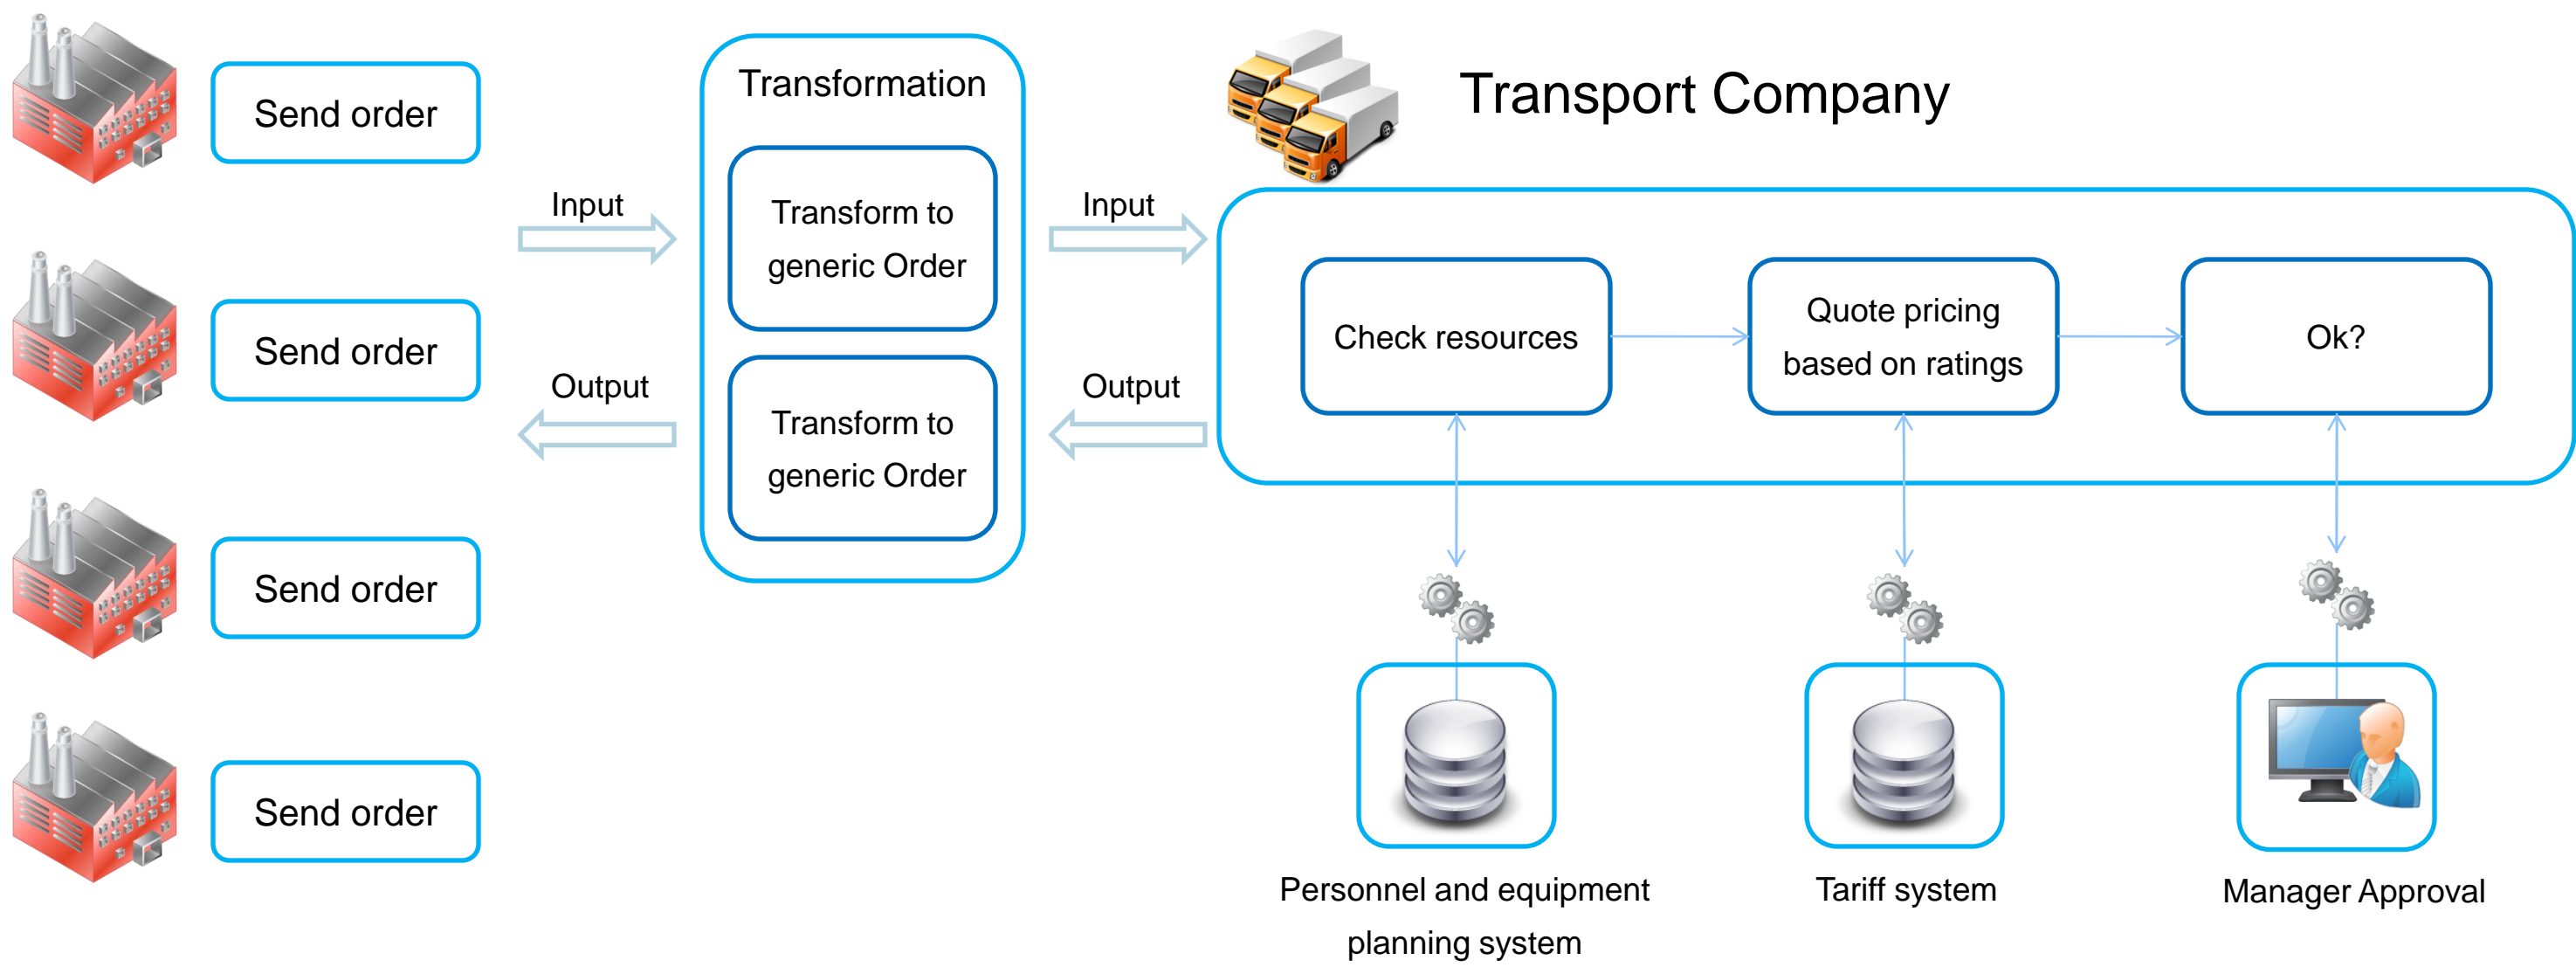 Send order
Send order
Send order
Send order
Input
Output
Transformation
Transform to
generic Order
Transform to
generic Order
Input
Output
Transport Company
Check resources
Quote pricing
based on ratings
Ok?
Personnel and equipment
planning system
Tariff system
Manager Approval